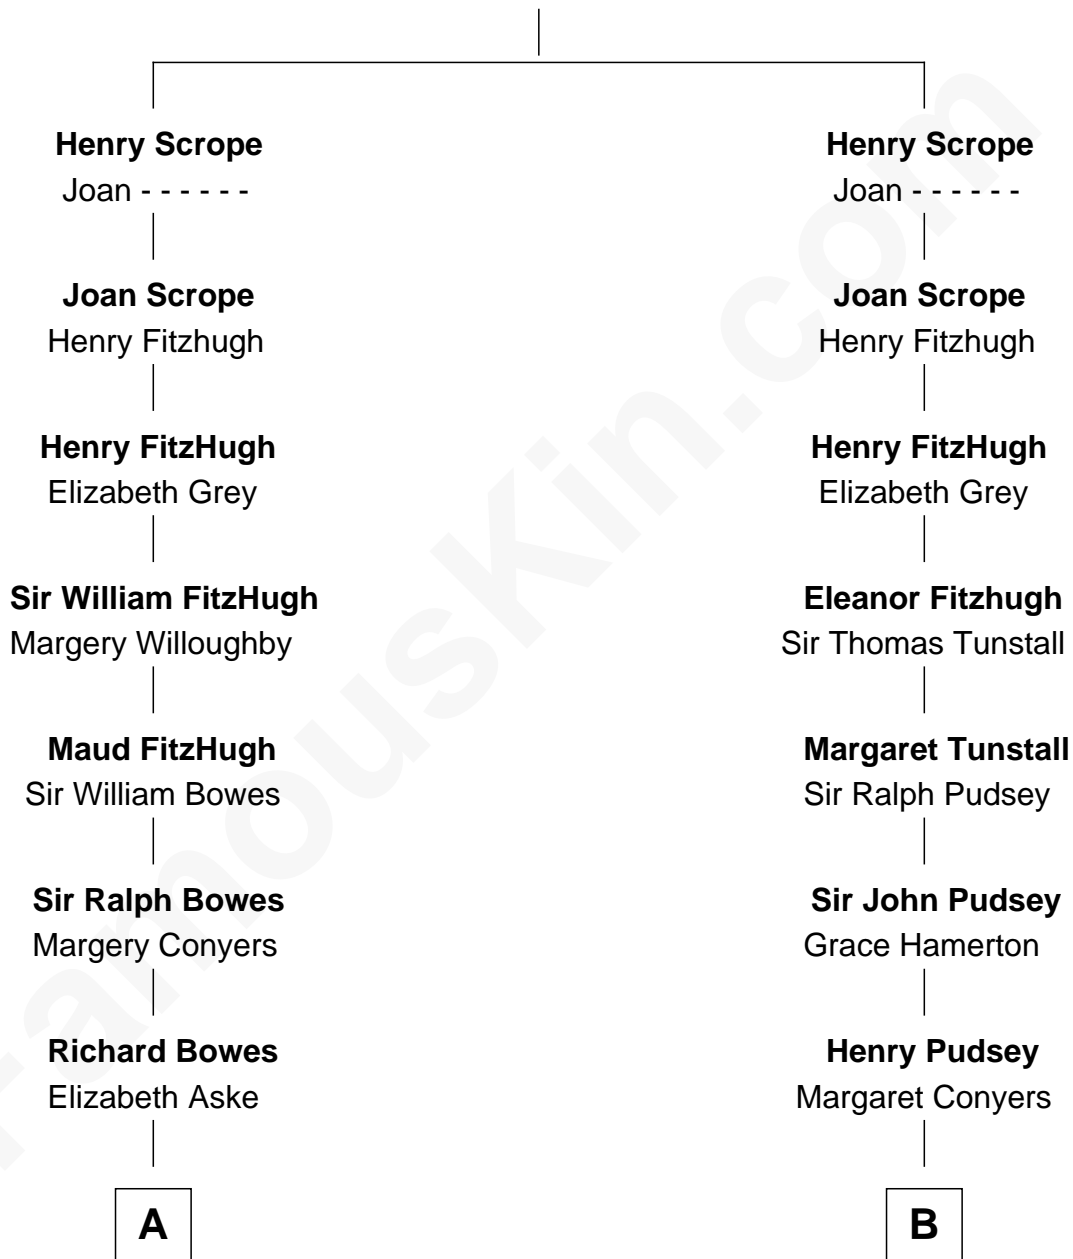 Henry Scrope
Joan - - - - - -
Joan Scrope
Henry Fitzhugh
Henry FitzHugh
Elizabeth Grey
Sir William FitzHugh
Margery Willoughby
Maud FitzHugh
Sir William Bowes
Sir Ralph Bowes
Margery Conyers
Richard Bowes
Elizabeth Aske
A
Henry Scrope
Joan - - - - - -
Joan Scrope
Henry Fitzhugh
Henry FitzHugh
Elizabeth Grey
Eleanor Fitzhugh
Sir Thomas Tunstall
Margaret Tunstall
Sir Ralph Pudsey
Sir John Pudsey
Grace Hamerton
Henry Pudsey
Margaret Conyers
B
FamousKin.com